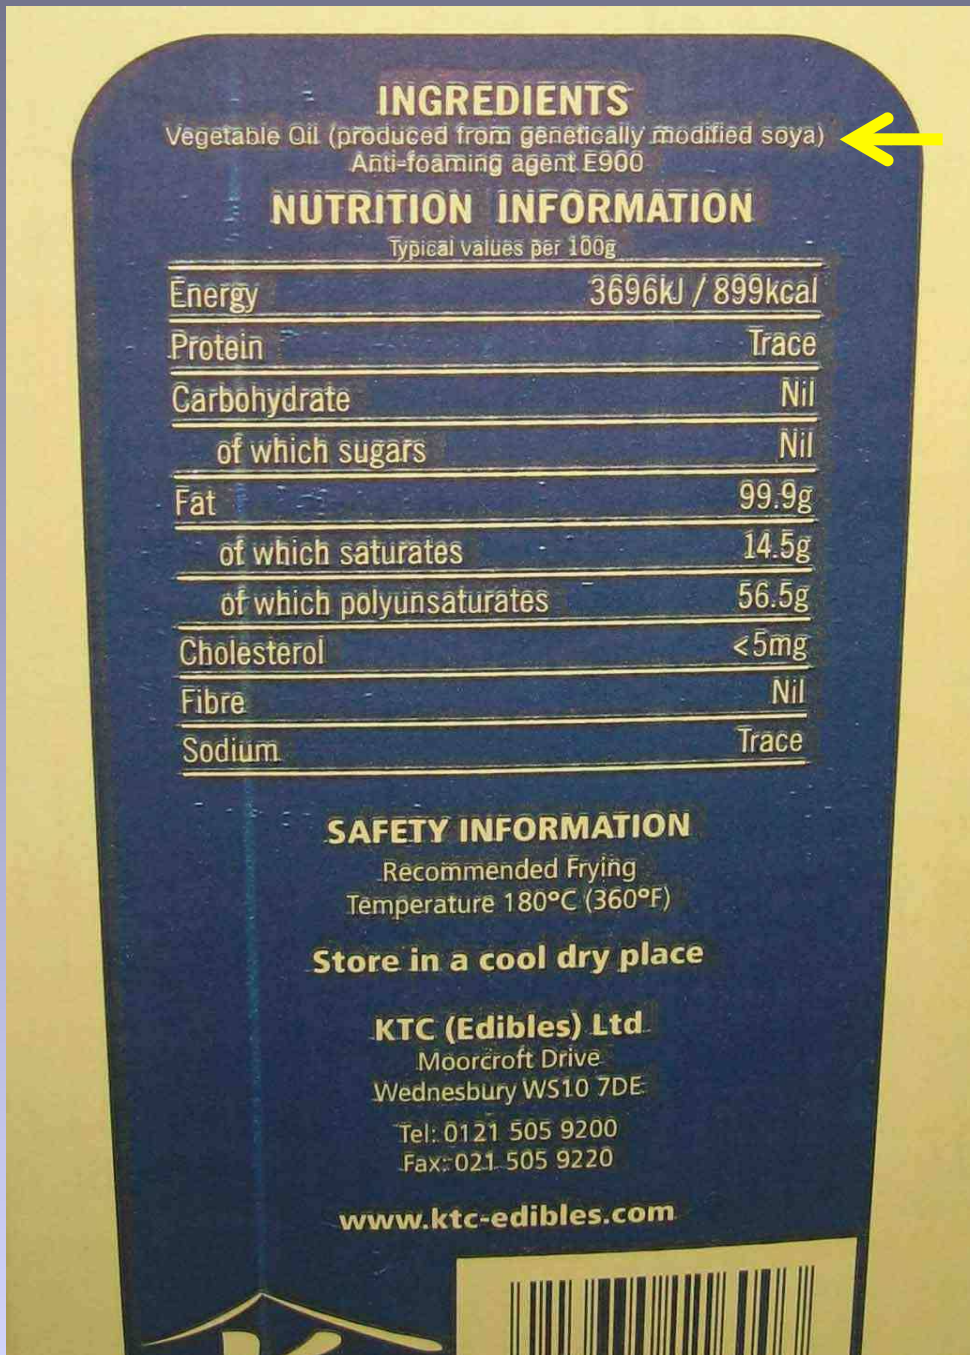 INGREDIENTS
Vegetable Oil (produced from genetically modified soya)
Anti-foaming agent E900
NUTRITION INFORMATION
Typical values per 100g
Energy 3696kJ / 899kcal
Protein Trace
Carbohydrate Nil
of which sugars Nil
Fat 99.9g
of which saturates 14.5g
of which polyunsaturates 56.5g
Cholesterol <5mg
Fibre Nil
Sodium Trace
SAFETY INFORMATION
Recommended Frying
Temperature 180ºC (360ºF)
Store in a cool dry place
KTC (Edibles) Ltd
Moorcroft Drive
Wednesbury WS10 7DE
Tel: 0121 505 9200
Fax: 021 505 9220
www.ktc-edibles.com